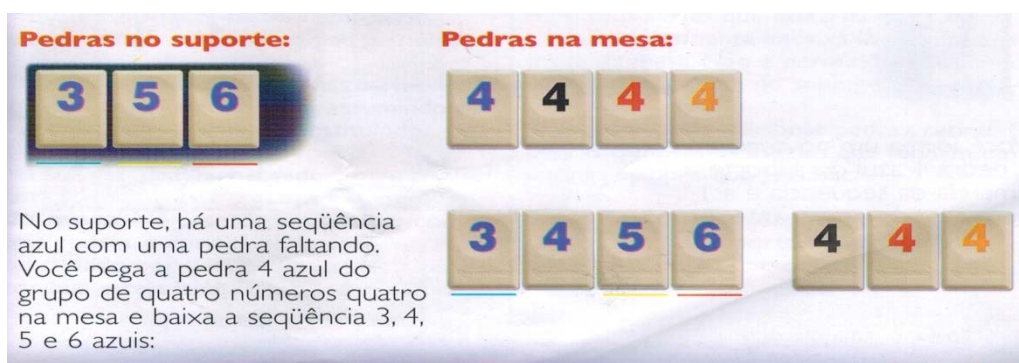 Pedras no suporte:
3 5 6
Pedras na mesa:
4 4 4 4
No suporte, há uma seqüência
azul com uma pedra faltando.
Você pega a pedra 4 azul do
grupo de quatro números quatro
na mesa e baixa a seqüência 3, 4,
5 e 6 azuis:
3 4 5 6
4 4 4